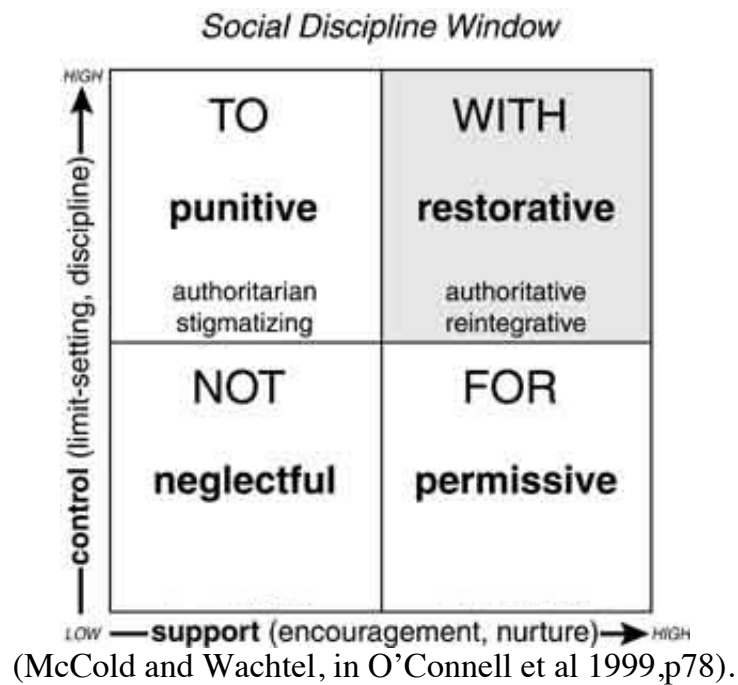 Social Discipline Window
HIGH
TO
WITH
punitive
restorative
authoritarian
stigmatizing
authoritative
reintegrative
NOT
FOR
neglectful
permissive
control (limit-setting, discipline)
LOW
support (encouragement, nurture)
HIGH
(McCold and Wachtel, in O’Connell et al 1999,p78).